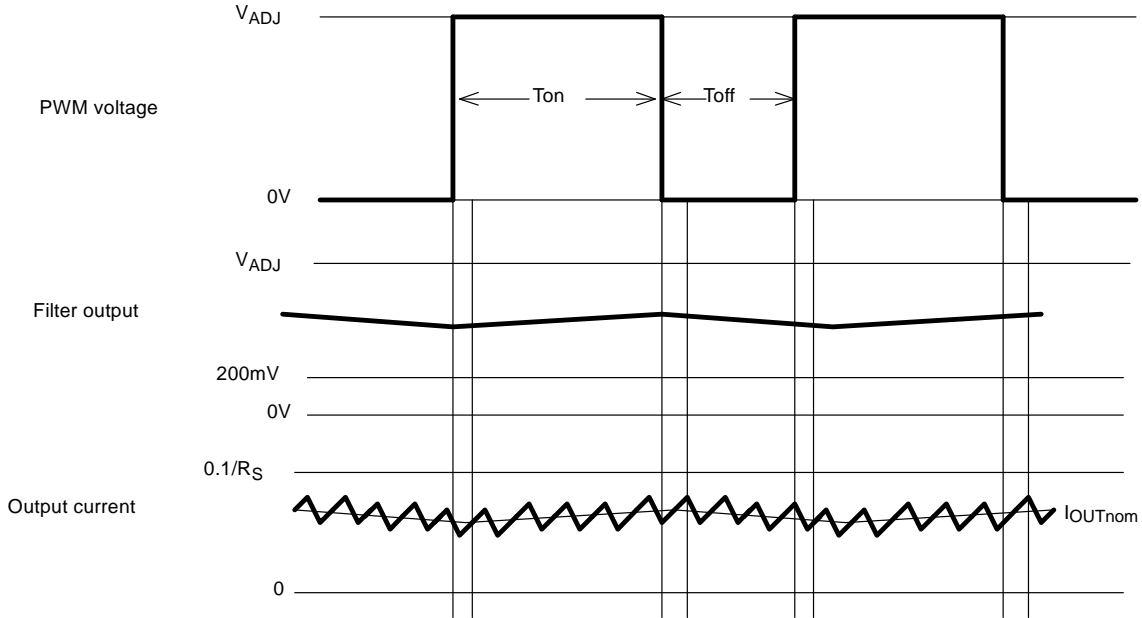 VADJ
PWM voltage
Ton
Toff
0V
VADJ
Filter output
200mV
0V
0.1/RS
Output current
IOUTnom
0